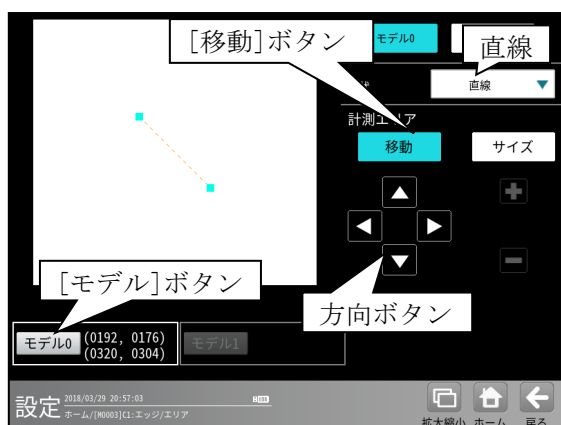 [移動]ボタン
モデル0
直線
直線
計測エリア
移動
サイズ
[モデル]ボタン
方向ボタン
モデル0
(0192, 0176)
(0320, 0304)
モデル1
設定
2018/03/29 20:57:03
ホーム/[M0003]C1:エッジ/エリア
拡大縮小
ホーム
戻る